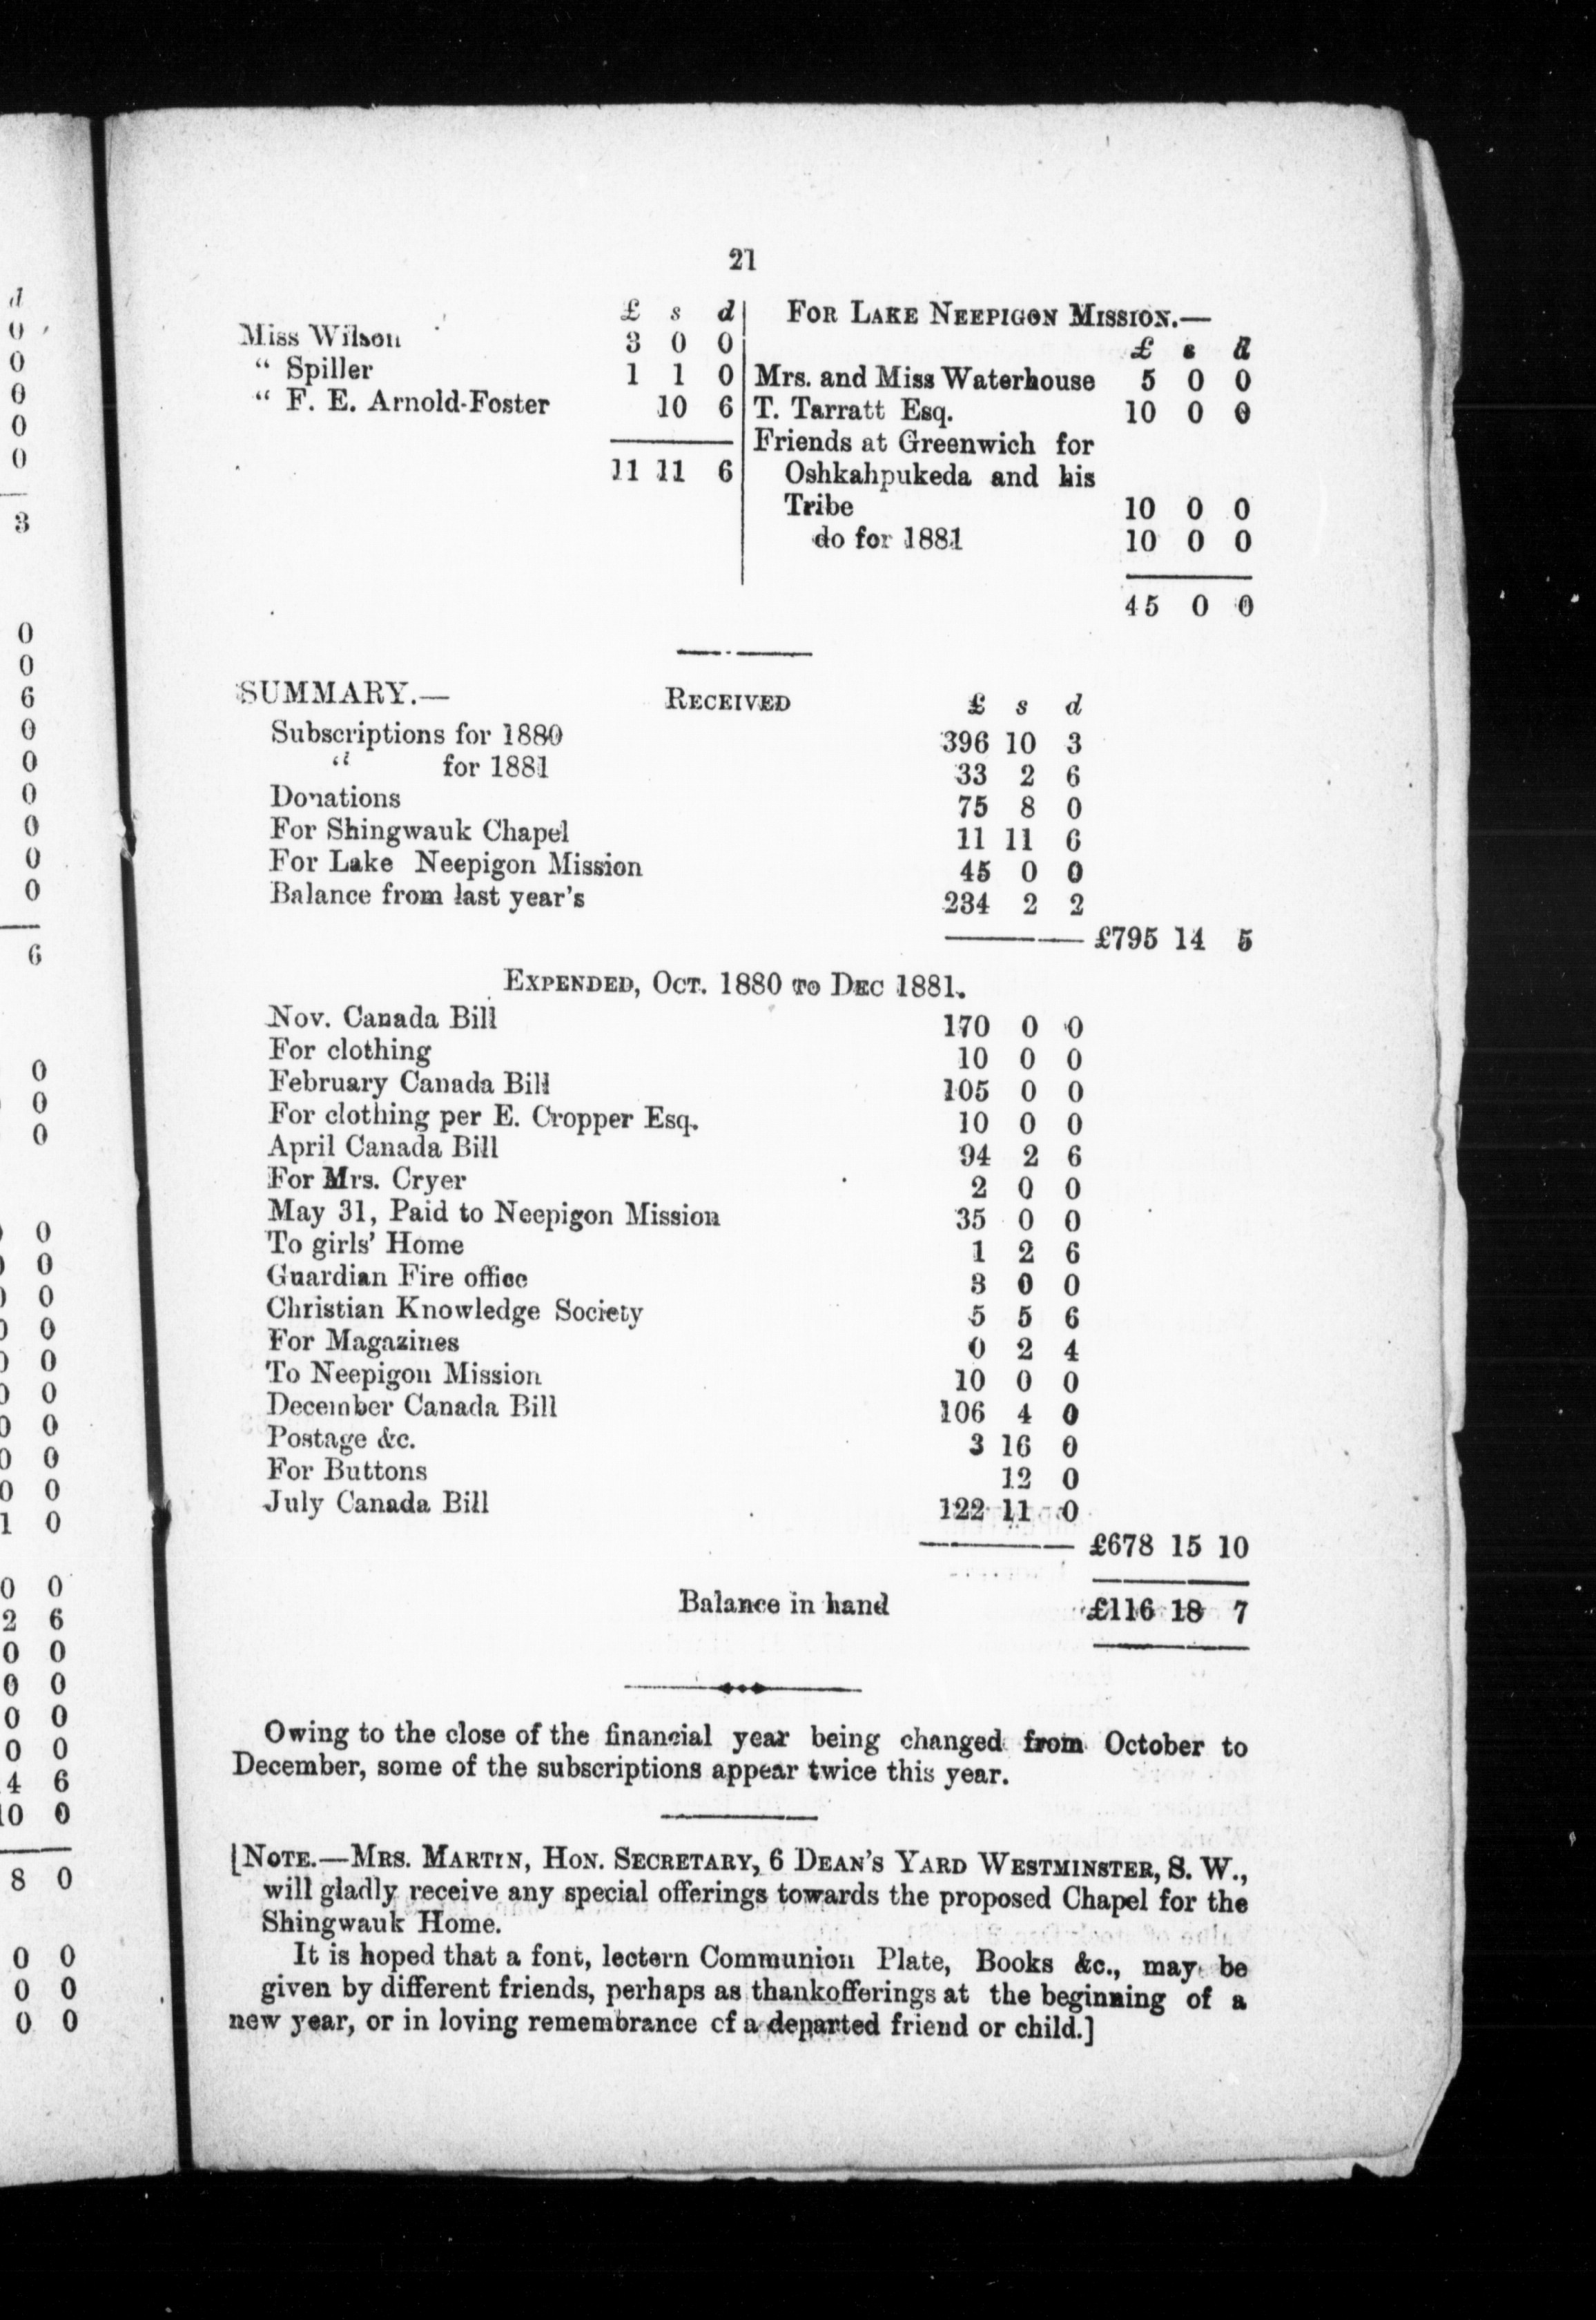 21
£ s d
Miss Wilson 3 0 0
“ Spiller 1 1 0
“ F. E. Arnold-Foster 10 6
11 11 6
FOR LAKE NEEPIGON MISSION.—
£ s d
Mrs. and Miss Waterhouse 5 0 0
T. Tarratt Esq. 10 0 0
Friends at Greenwich for
Oshkahpukeda and his
Tribe 10 0 0
do for 1881 10 0 0
45 0 0
SUMMARY.— RECEIVED £ s d
Subscriptions for 1880 396 10 3
“ for 1881 33 2 6
Donations 75 8 0
For Shingwauk Chapel 11 11 6
For Lake Neepigon Mission 45 0 0
Balance from last year's 234 2 2
£795 14 5
EXPENDED, OCT. 1880 TO DEC 1881.
Nov. Canada Bill 170 0 0
For clothing 10 0 0
February Canada Bill 105 0 0
For clothing per E. Cropper Esq. 10 0 0
April Canada Bill 94 2 6
For Mrs. Cryer 2 0 0
May 31, Paid to Neepigon Mission 35 0 0
To girls' Home 1 2 6
Guardian Fire office 3 0 0
Christian Knowledge Society 5 5 6
For Magazines 0 2 4
To Neepigon Mission 10 0 0
December Canada Bill 106 4 0
Postage &c. 3 16 0
For Buttons 12 0
July Canada Bill 122 11 0
£678 15 10
Balance in hand £116 18 7
Owing to the close of the financial year being changed from October to
December, some of the subscriptions appear twice this year.
[NOTE.—MRS. MARTIN, HON. SECRETARY, 6 DEAN'S YARD WESTMINSTER, S. W.,
will gladly receive any special offerings towards the proposed Chapel for the
Shingwauk Home.
It is hoped that a font, lectern Communion Plate, Books &c., may be
given by different friends, perhaps as thankofferings at the beginning of a
new year, or in loving remembrance of a departed friend or child.]